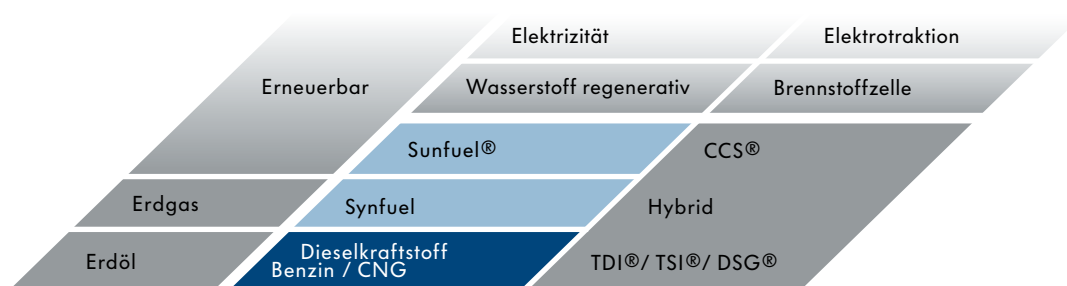 Elektrizität
Elektrotraktion
Erneuerbar
Wasserstoff regenerativ
Brennstoffzelle
Sunfuel®
CCS®
Erdgas
Synfuel
Hybrid
Erdöl
Dieselkraftstoff
Benzin / CNG
TDI®/ TSI®/ DSG®